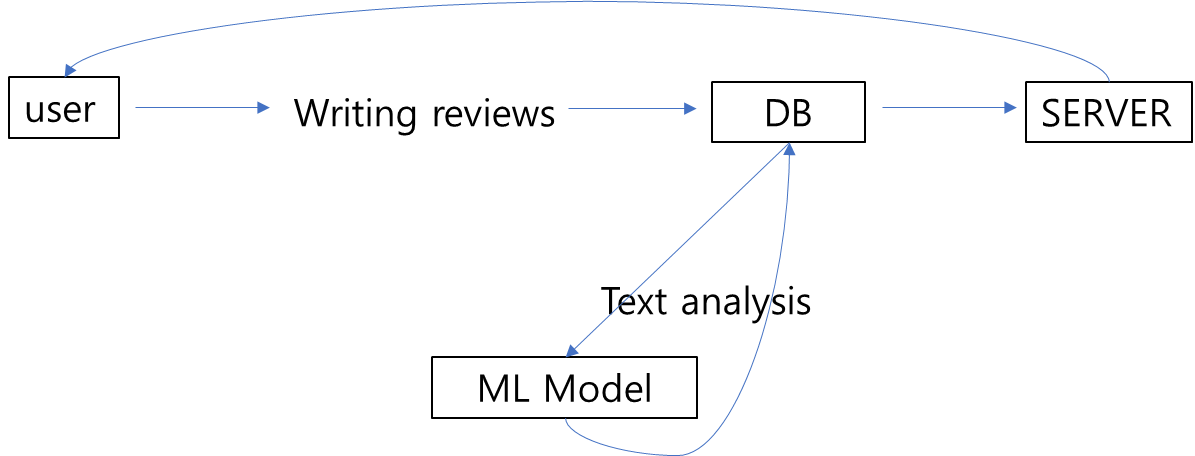 user
Writing reviews
DB
SERVER
Text analysis
ML Model